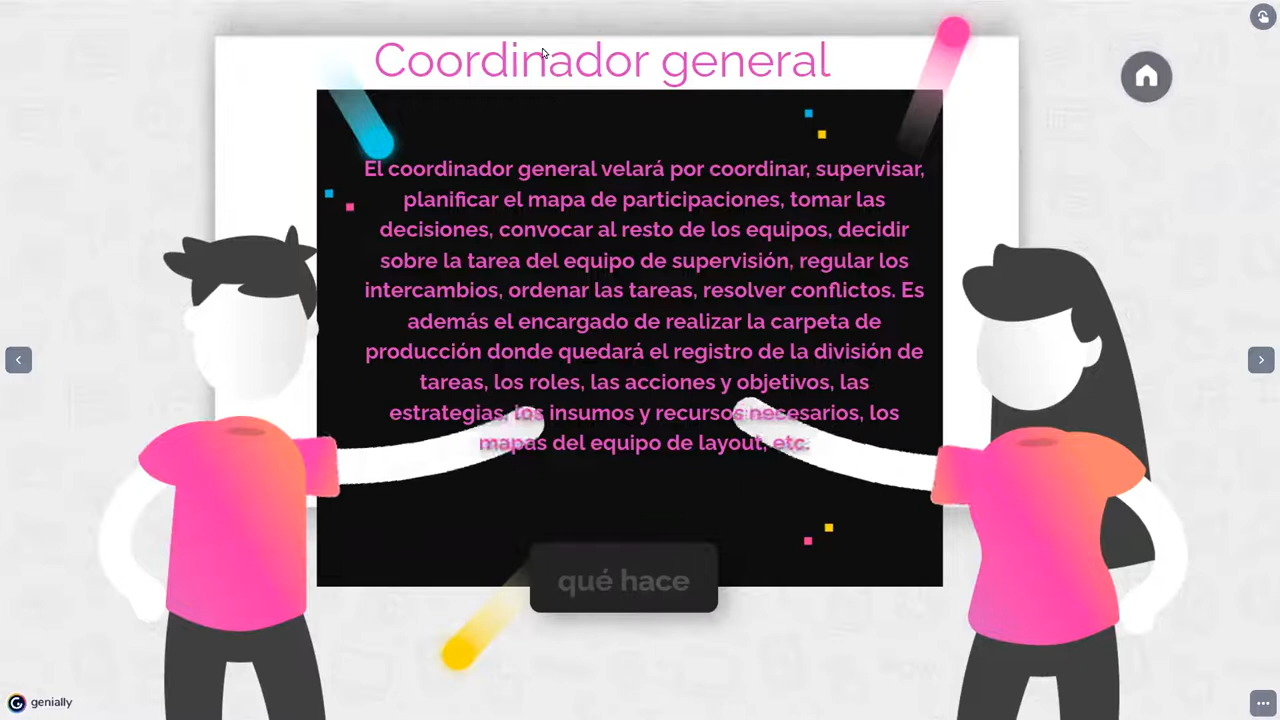 Coordinador general
El coordinador general velará por coordinar, supervisar,
planificar el mapa de participaciones, tomar las
decisiones, convocar al resto de los equipos, decidir
sobre la tarea del equipo de supervisión, regular los
intercambios, ordenar las tareas, resolver conflictos. Es
además el encargado de realizar la carpeta de
producción donde quedará el registro de la división de
tareas, los roles, las acciones y objetivos, las
estrategias, los insumos y recursos necesarios, los
mapas del equipo de layout, etc.
qué hace
genially